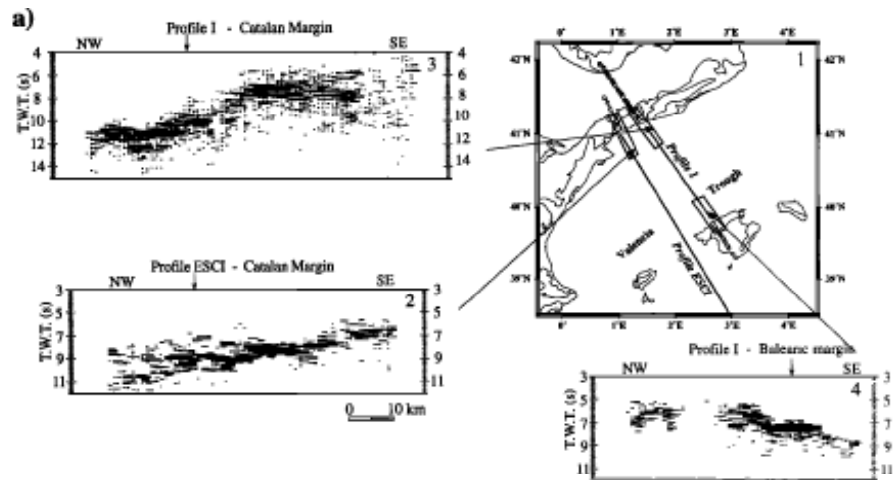 a)
Profile I - Catalan Margin
NW SE
4 4
3
6 6
8 8
10 10
12 12
14 14
T.W.T. (s)
Profile ESCI - Catalan Margin
NW SE
3 3
2
5 5
7 7
9 9
11 11
T.W.T. (s)
0 10 km
0° 1°E 2°E 3°E 4°E
42°N 42°N
1
41°N 41°N
40°N 40°N
39°N 39°N
0° 1°E 2°E 3°E 4°E
Profile I
Trough
Valencia
Profile ESCI
Profile I - Balearic margin
NW SE
3 3
4
5 5
7 7
9 9
11 11
T.W.T. (s)